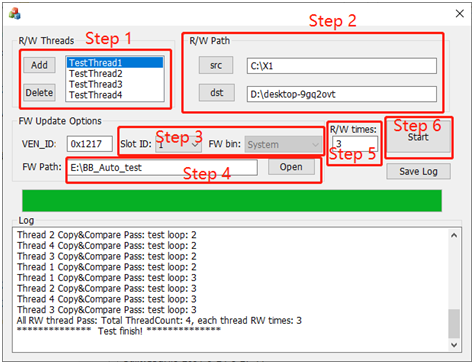 R/W Threads
Step 1
Add
Delete
TestThread1
TestThread2
TestThread3
TestThread4
Step 2
R/W Path
src
C:\X1
dst
D:\desktop-9gq2ovt
FW Update Options
VEN_ID:
0x1217
Step 3
Slot ID:
1
FW bin:
System
R/W times:
3
Step 5
Step 6
Start
FW Path:
E:\BB_Auto_test
Step 4
Open
Save Log
Log
Thread 2 Copy&Compare Pass: test loop: 2
Thread 4 Copy&Compare Pass: test loop: 2
Thread 3 Copy&Compare Pass: test loop: 2
Thread 1 Copy&Compare Pass: test loop: 2
Thread 1 Copy&Compare Pass: test loop: 3
Thread 2 Copy&Compare Pass: test loop: 3
Thread 4 Copy&Compare Pass: test loop: 3
Thread 3 Copy&Compare Pass: test loop: 3
All RW thread Pass: Total ThreadCount: 4, each thread RW times: 3
************** Test finish! **************